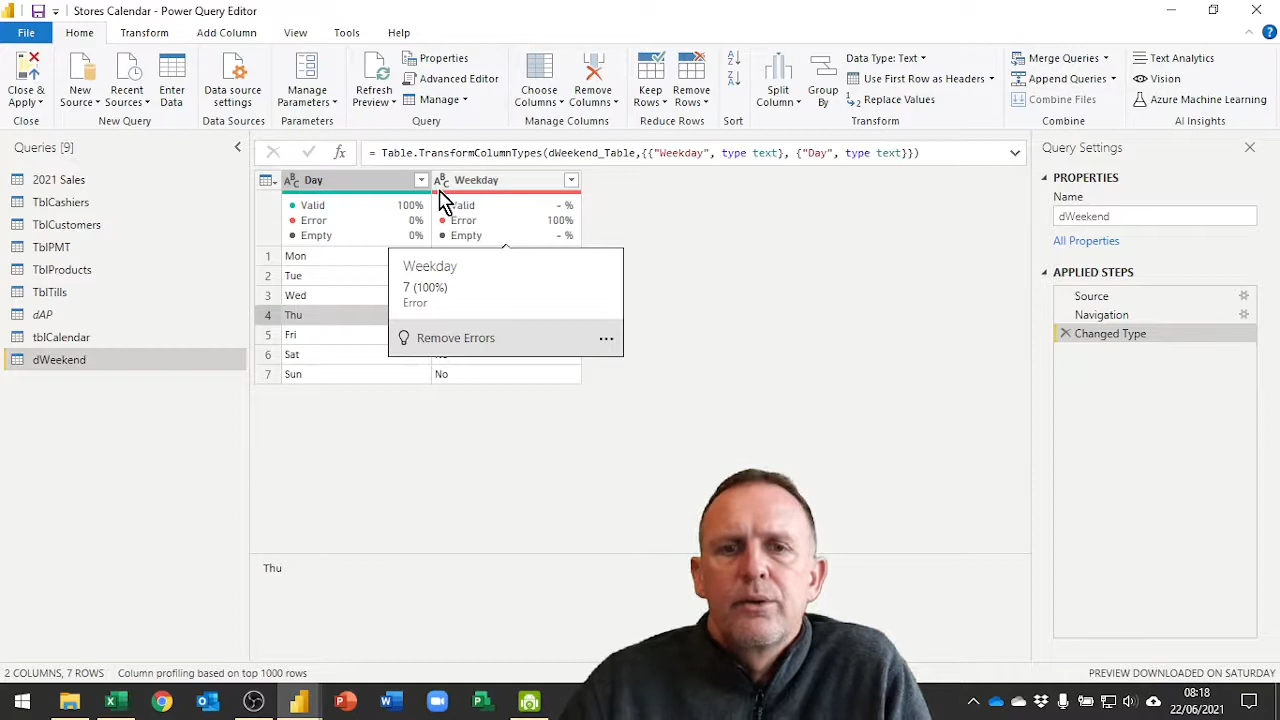 Stores Calendar - Power Query Editor
File Home Transform Add Column View Tools Help
Close & Apply
Close
New Source
Recent Sources
Enter Data
New Query
Data source settings
Data Sources
Manage Parameters
Parameters
Refresh Preview
Properties
Advanced Editor
Manage
Query
Choose Columns
Remove Columns
Manage Columns
Keep Rows
Remove Rows
Reduce Rows
Sort
Split Column
Group By
Data Type: Text
Use First Row as Headers
Replace Values
Transform
Merge Queries
Append Queries
Combine Files
Combine
Text Analytics
Vision
Azure Machine Learning
AI Insights
Queries [9]
2021 Sales
TblCashiers
TblCustomers
TblPMT
TblProducts
TblTills
dAP
tblCalendar
dWeekend
fx = Table.TransformColumnTypes(dWeekend_Table,{{"Weekday", type text}, {"Day", type text}})
ABC Day ABC Weekday
Valid 100% Valid - %
Error 0% Error 100%
Empty 0% Empty - %
1 Mon
2 Tue
3 Wed
4 Thu
5 Fri
6 Sat
7 Sun No
Weekday
7 (100%)
Error
Remove Errors
Thu
Query Settings
PROPERTIES
Name
dWeekend
All Properties
APPLIED STEPS
Source
Navigation
Changed Type
2 COLUMNS, 7 ROWS Column profiling based on top 1000 rows
PREVIEW DOWNLOADED ON SATURDAY
08:18
22/06/2021